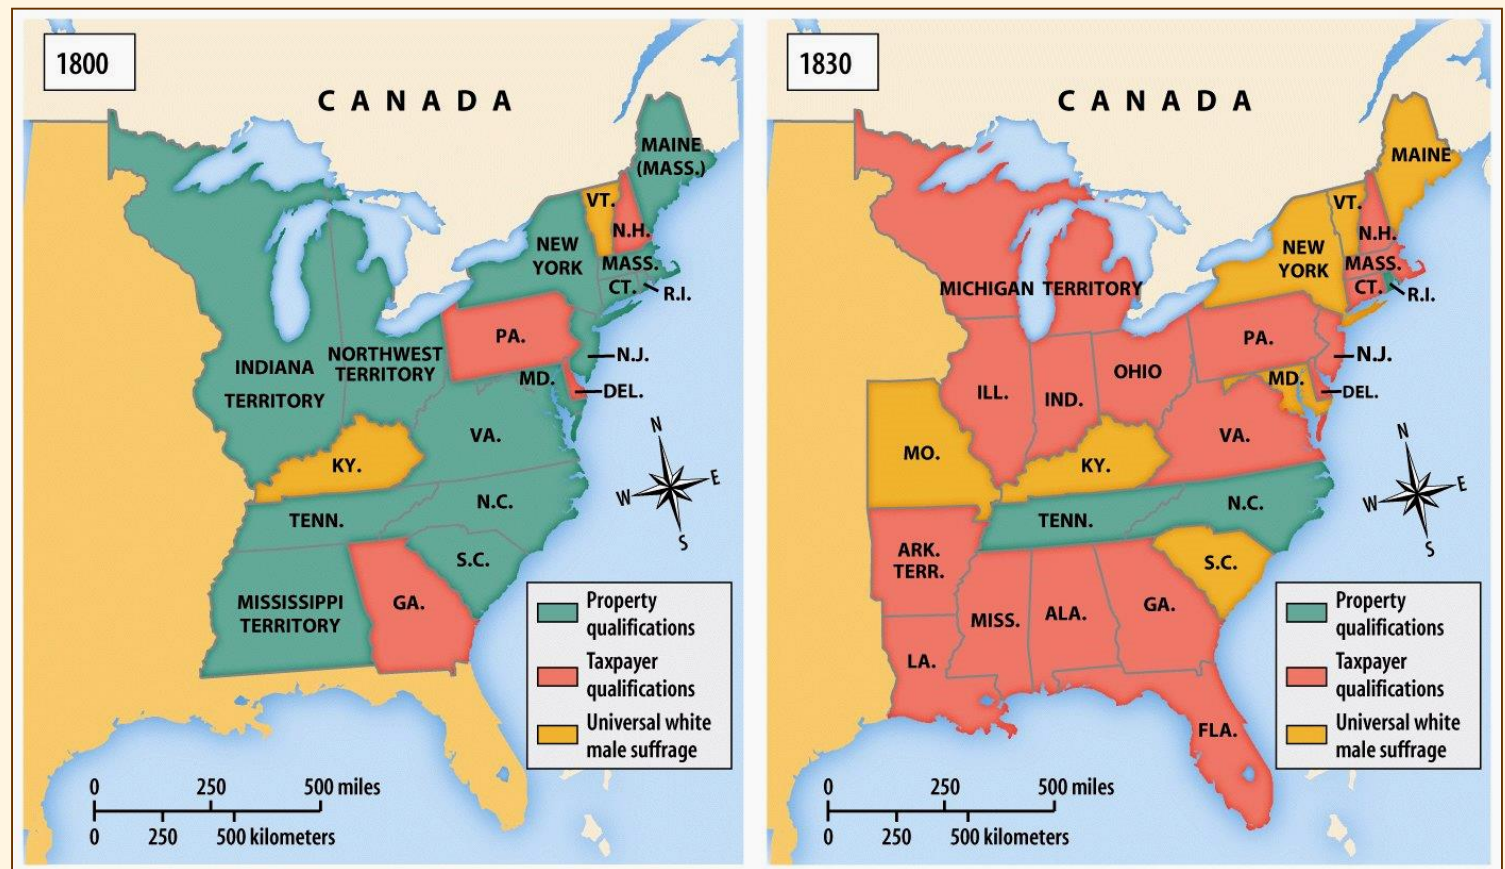 1800
CANADA
MAINE
(MASS.)
VT.
N.H.
NEW
YORK
MASS.
CT.
R.I.
PA.
N.J.
NORTHWEST
TERRITORY
INDIANA
TERRITORY
MD.
DEL.
VA.
KY.
N
W
E
S
N.C.
TENN.
S.C.
MISSISSIPPI
TERRITORY
GA.
Property
qualifications
Taxpayer
qualifications
Universal white
male suffrage
0 250 500 miles
0 250 500 kilometers
1830
CANADA
MAINE
VT.
N.H.
NEW
YORK
MASS.
CT.
R.I.
MICHIGAN TERRITORY
PA.
N.J.
OHIO
MD.
DEL.
ILL.
IND.
VA.
MO.
KY.
N
W
E
S
N.C.
TENN.
ARK.
TERR.
S.C.
MISS.
ALA.
GA.
LA.
FLA.
Property
qualifications
Taxpayer
qualifications
Universal white
male suffrage
0 250 500 miles
0 250 500 kilometers